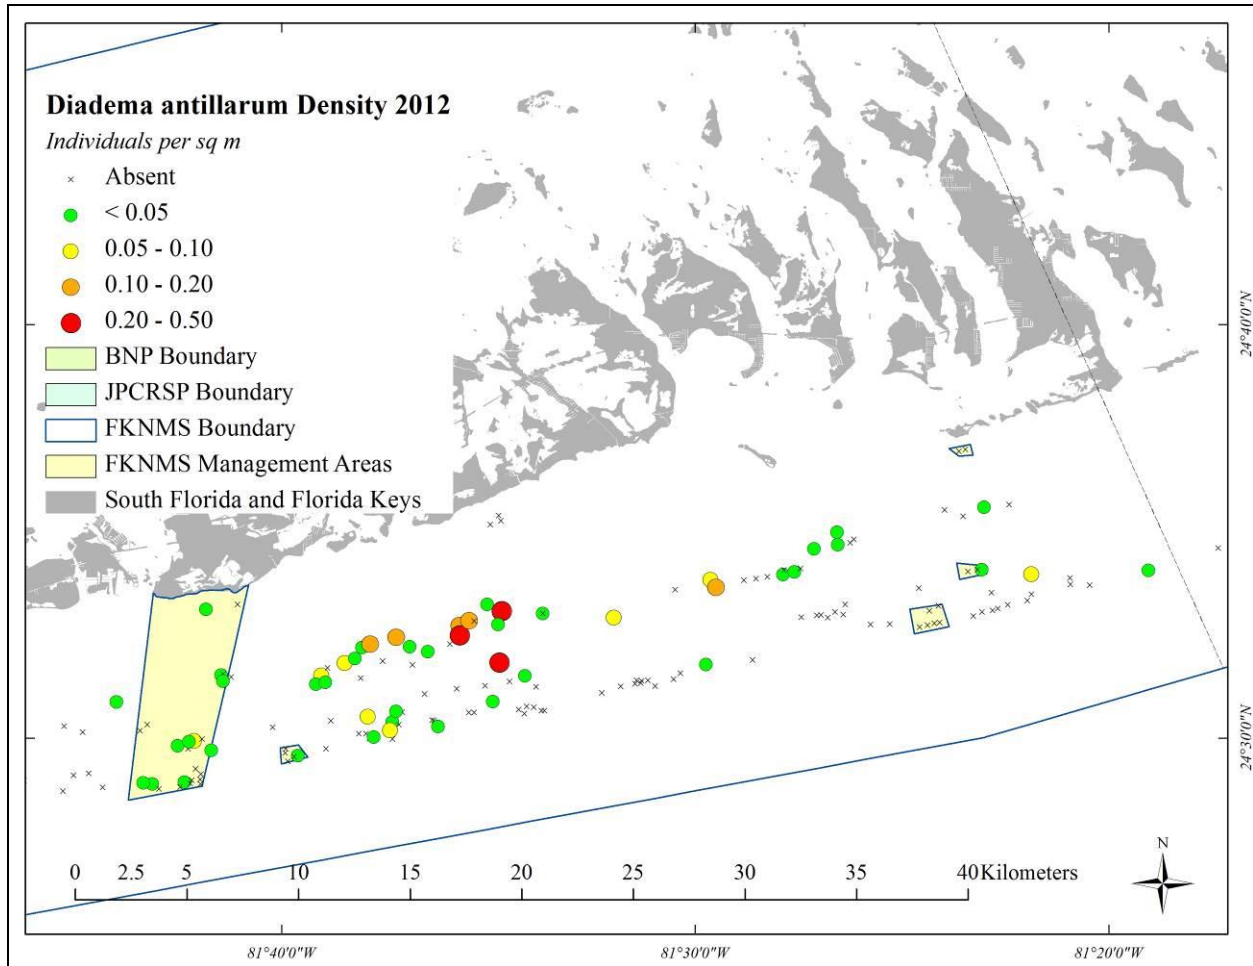 Diadema antillarum Density 2012
Individuals per sq m
Absent
< 0.05
0.05 - 0.10
0.10 - 0.20
0.20 - 0.50
BNP Boundary
JPCRSP Boundary
FKNMS Boundary
FKNMS Management Areas
South Florida and Florida Keys
24°40'0"N
24°30'0"N
0 2.5 5 10 15 20 25 30 35 40 Kilometers
N
81°40'0"W 81°30'0"W 81°20'0"W